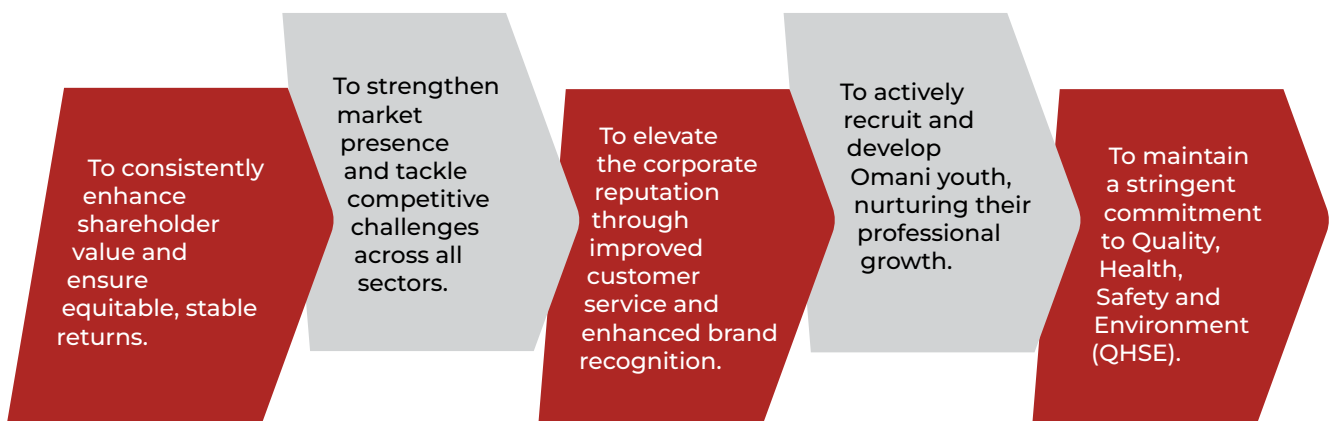 To consistently
enhance
shareholder
value and
ensure
equitable, stable
returns.
To strengthen
market
presence
and tackle
competitive
challenges
across all
sectors.
To elevate
the corporate
reputation
through
improved
customer
service and
enhanced brand
recognition.
To actively
recruit and
develop
Omani youth,
nurturing their
professional
growth.
To maintain
a stringent
commitment
to Quality,
Health,
Safety and
Environment
(QHSE).